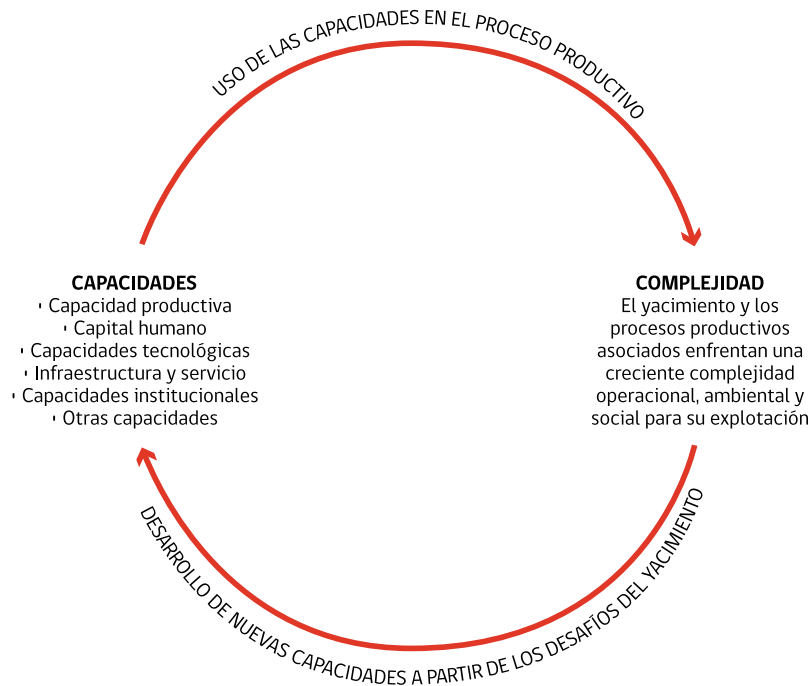 USO DE LAS CAPACIDADES EN EL PROCESO PRODUCTIVO
CAPACIDADES
· Capacidad productiva
· Capital humano
· Capacidades tecnológicas
· Infraestructura y servicio
· Capacidades institucionales
· Otras capacidades
COMPLEJIDAD
El yacimiento y los
procesos productivos
asociados enfrentan una
creciente complejidad
operacional, ambiental y
social para su explotación
DESARROLLO DE NUEVAS CAPACIDADES A PARTIR DE LOS DESAFÍOS DEL YACIMIENTO